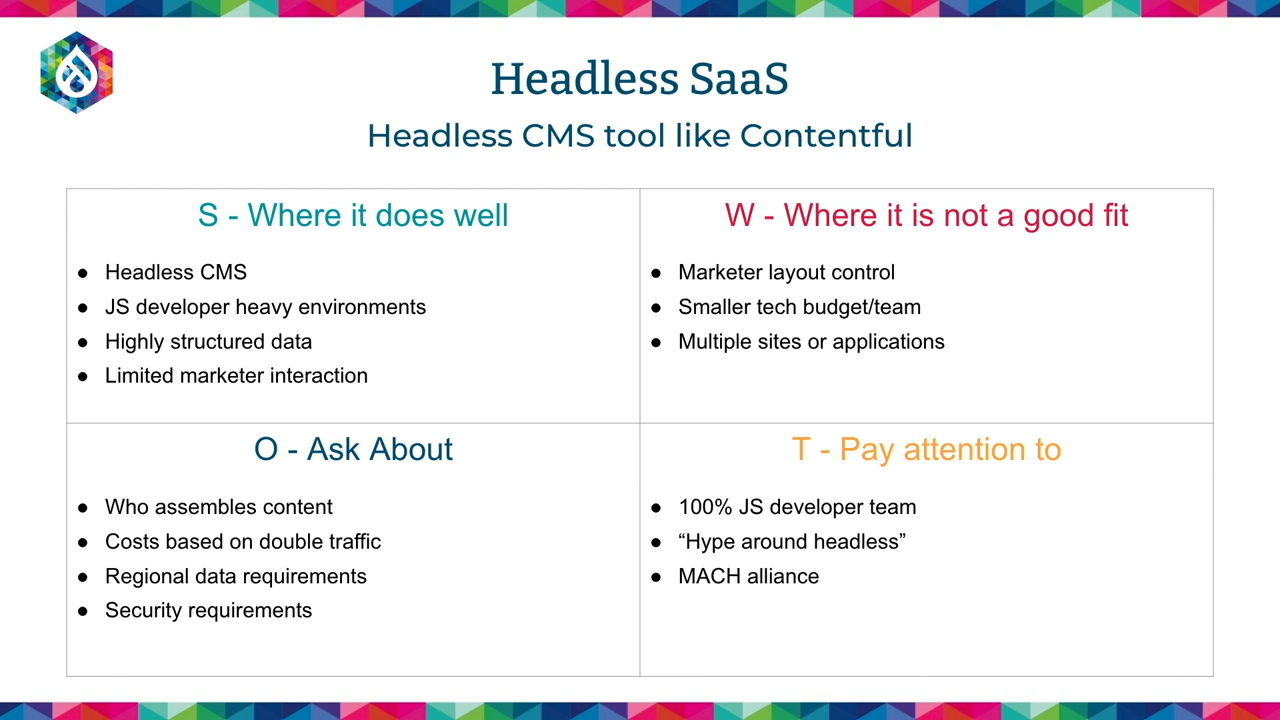 Headless SaaS
Headless CMS tool like Contentful
S - Where it does well
● Headless CMS
● JS developer heavy environments
● Highly structured data
● Limited marketer interaction
W - Where it is not a good fit
● Marketer layout control
● Smaller tech budget/team
● Multiple sites or applications
O - Ask About
● Who assembles content
● Costs based on double traffic
● Regional data requirements
● Security requirements
T - Pay attention to
● 100% JS developer team
● “Hype around headless”
● MACH alliance